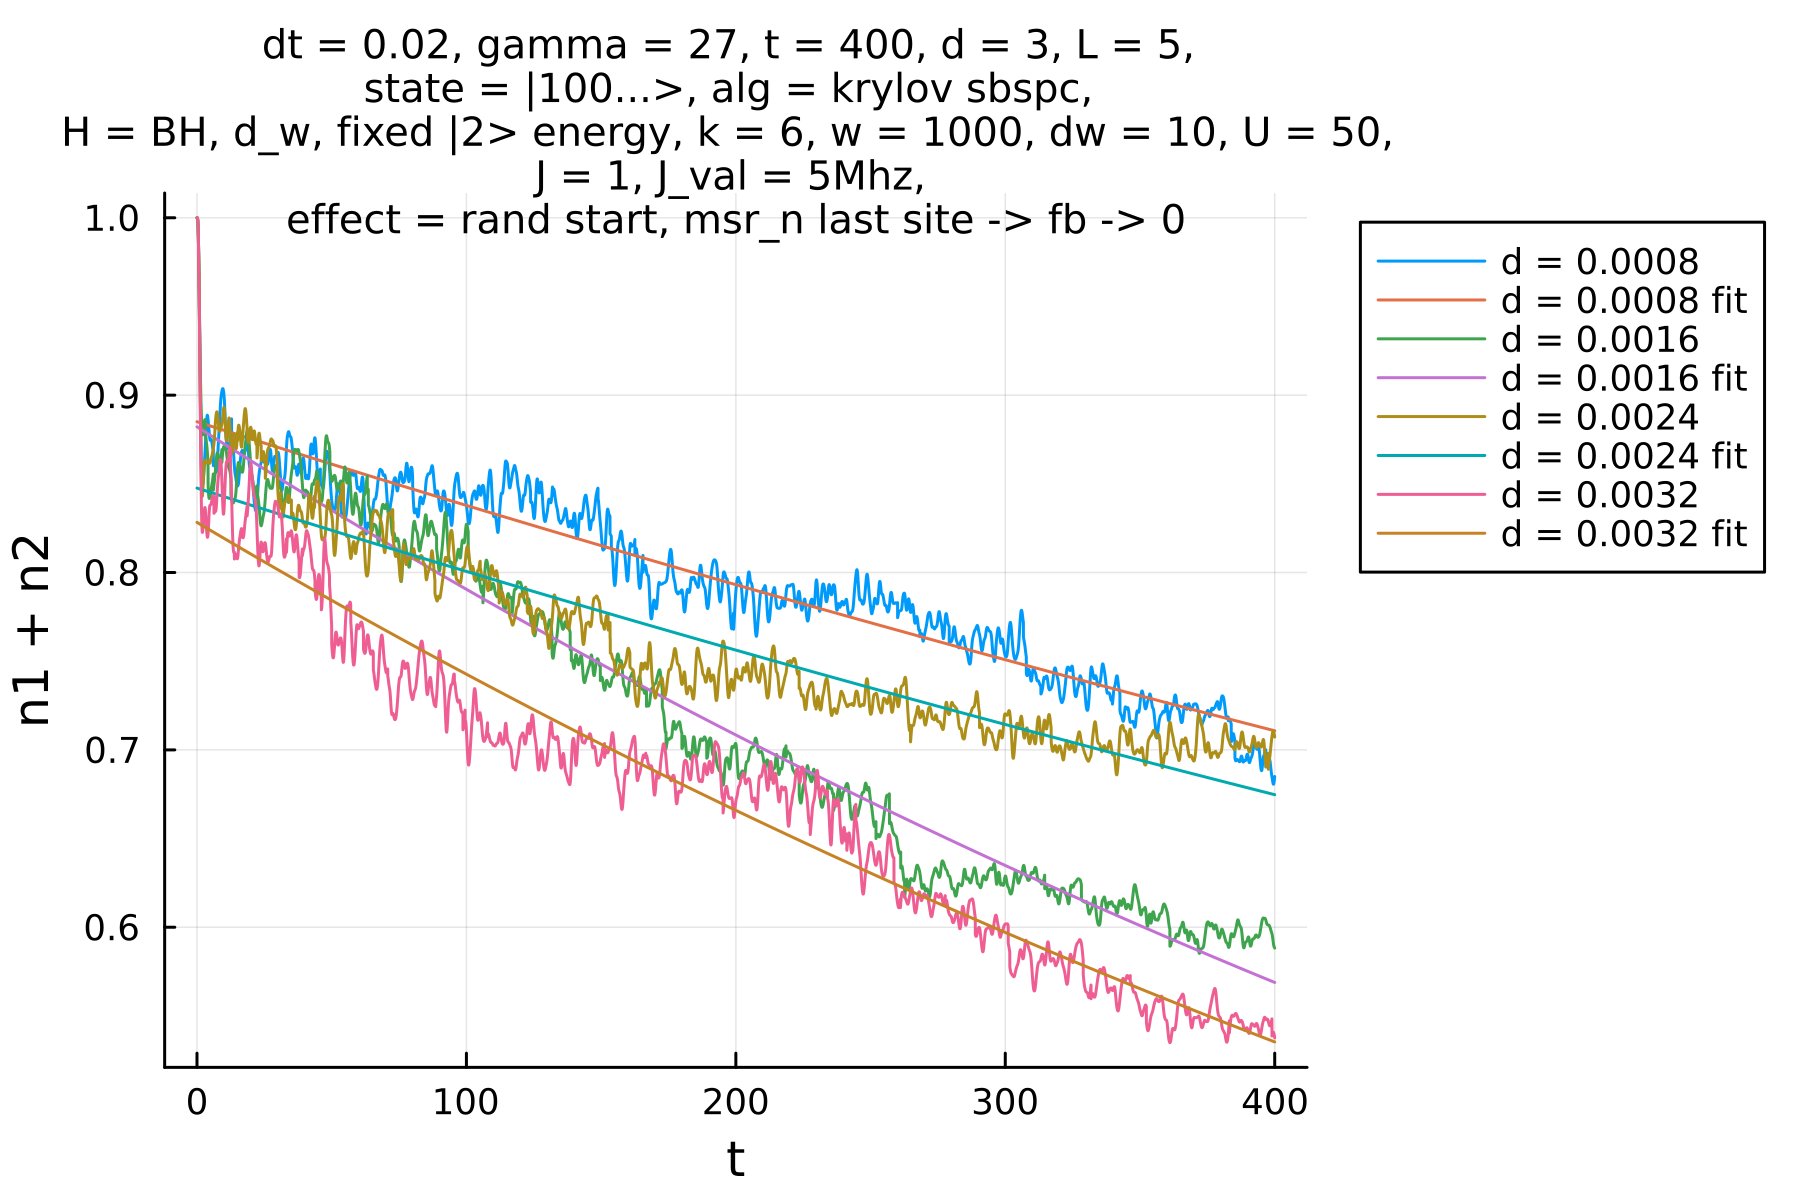 dt = 0.02, gamma = 27, t = 400, d = 3, L = 5,
state = |100...>, alg = krylov sbspc,
H = BH, d_w, fixed |2> energy, k = 6, w = 1000, dw = 10, U = 50,
J = 1, J_val = 5Mhz,
effect = rand start, msr_n last site -> fb -> 0
1.0
0.9
0.8
0.7
0.6
n1 + n2
0
100
200
300
400
t
d = 0.0008
d = 0.0008 fit
d = 0.0016
d = 0.0016 fit
d = 0.0024
d = 0.0024 fit
d = 0.0032
d = 0.0032 fit